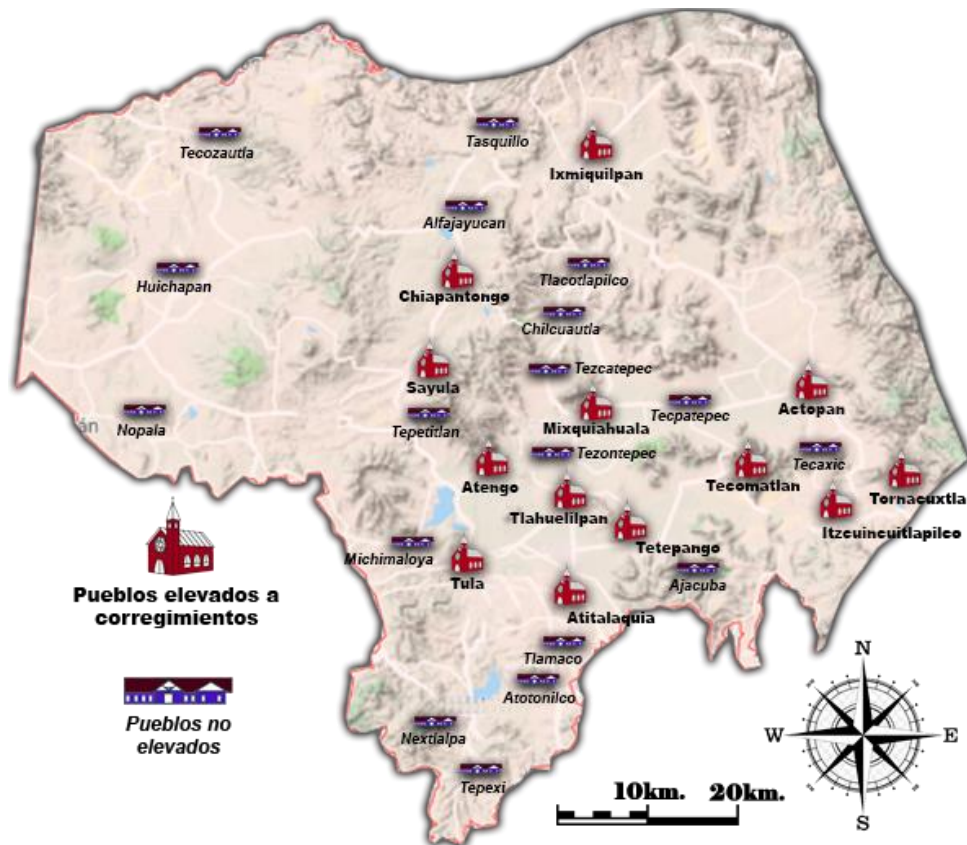 Tecozautla
Tasquillo
Ixmiquilpan
Alfajayucan
Huichapan
Chiapantongo
Tlacotlapilco
Chilcuautla
Sayula
Tezcatepec
Nopala
án
Tepetitlan
Mixquiahuala
Tecpatepec
Actopan
Atengo
Tezontepec
Tecomatlan
Tecaxic
Tornacuxtla
Tlahuelilpan
Itzcuincuitlapilco
Tetepango
Michimaloya
Tula
Ajacuba
Atitalaquia
Pueblos elevados a
corregimientos
Tlamaco
Atotonilco
Nextlalpa
Pueblos no
elevados
Tepexi
10km.
20km.
N
W
E
S